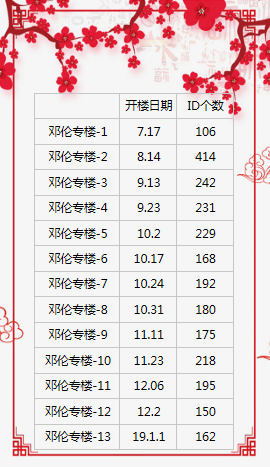 开楼日期 ID个数
邓伦专楼-1 7.17 106
邓伦专楼-2 8.14 414
邓伦专楼-3 9.13 242
邓伦专楼-4 9.23 231
邓伦专楼-5 10.2 229
邓伦专楼-6 10.17 168
邓伦专楼-7 10.24 192
邓伦专楼-8 10.31 180
邓伦专楼-9 11.11 175
邓伦专楼-10 11.23 218
邓伦专楼-11 12.06 195
邓伦专楼-12 12.2 150
邓伦专楼-13 19.1.1 162